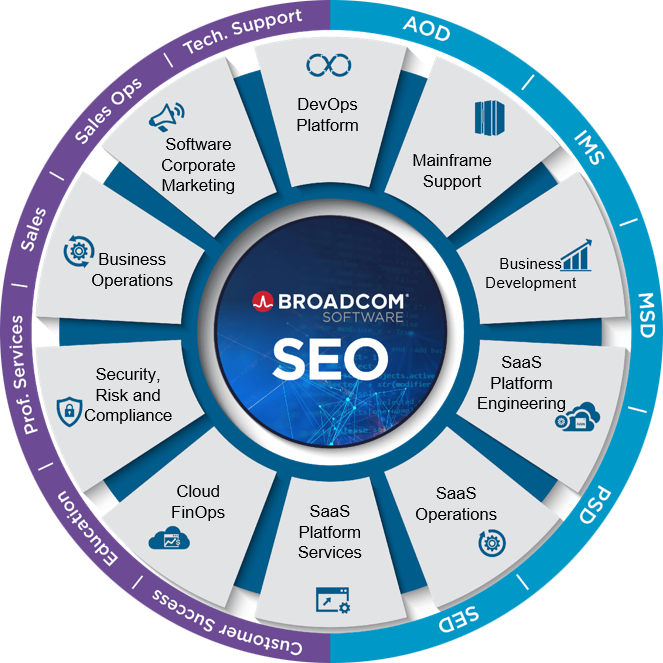 Tech. Support
AOD
IMS
MSD
PSD
SED
Customer Success
Education
Prof. Services
Sales
Sales Ops
DevOps
Platform
Mainframe
Support
Business
Development
SaaS
Platform
Engineering
SaaS
Operations
SaaS
Platform
Services
Cloud
FinOps
Security,
Risk and
Compliance
Business
Operations
Software
Corporate
Marketing
BROADCOM®
SOFTWARE
SEO